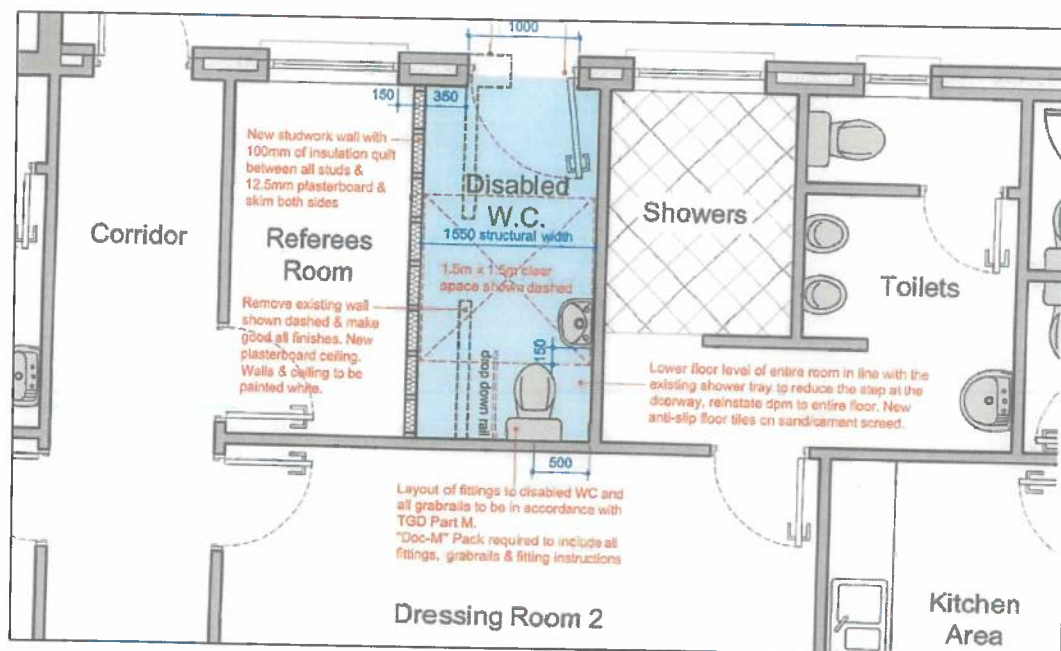 1000
150
350
New studwork wall with
100mm of insulation quilt
between all studs &
12.5mm plasterboard &
skim both sides
Disabled
W.C.
Showers
Corridor
Referees
Room
1550 structural width
1.5m x 1.5m clear
space shown dashed
Toilets
Remove existing wall
shown dashed & make
good all finishes. New
plasterboard ceiling.
Walls & ceiling to be
painted white.
drop down rail
150
Lower floor level of entire room in line with the
existing shower tray to reduce the step at the
doorway, reinstate dpm to entire floor. New
anti-slip floor tiles on sand/cement screed.
500
Layout of fittings to disabled WC and
all grabrails to be in accordance with
TGD Part M.
"Doc-M" Pack required to include all
fittings, grabrails & fitting instructions
Dressing Room 2
Kitchen
Area